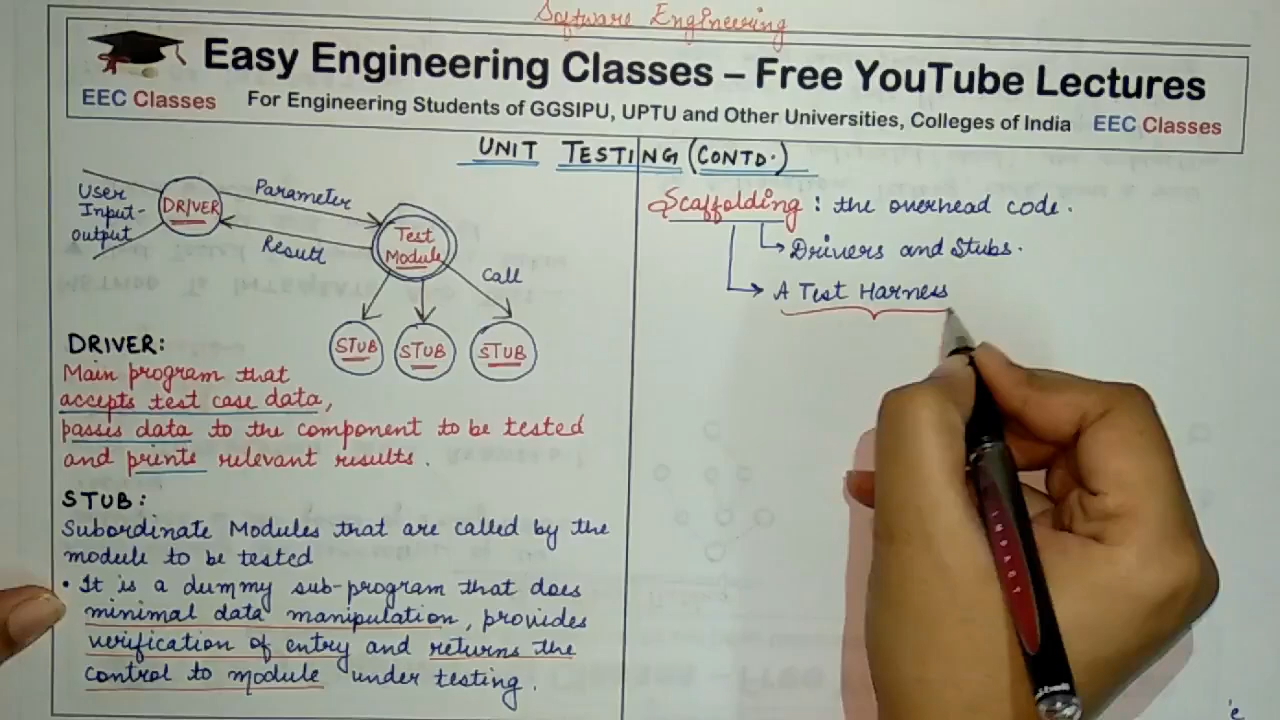 Software Engineering
Easy Engineering Classes – Free YouTube Lectures
EEC Classes For Engineering Students of GGSIPU, UPTU and Other Universities, Colleges of India EEC Classes
UNIT TESTING (CONTD.)
User
Input-
output
DRIVER
Parameter
Result
Test
Module
Call
STUB
STUB
STUB
DRIVER:
Main program that
accepts test case data,
passes data to the component to be tested
and prints relevant results.
STUB:
Subordinate Modules that are called by the
module to be tested
• It is a dummy sub-program that does
minimal data manipulation, provides
verification of entry and returns the
control to module under testing.
Scaffolding: the overhead code.
Drivers and Stubs.
A Test Harness
IMPACT